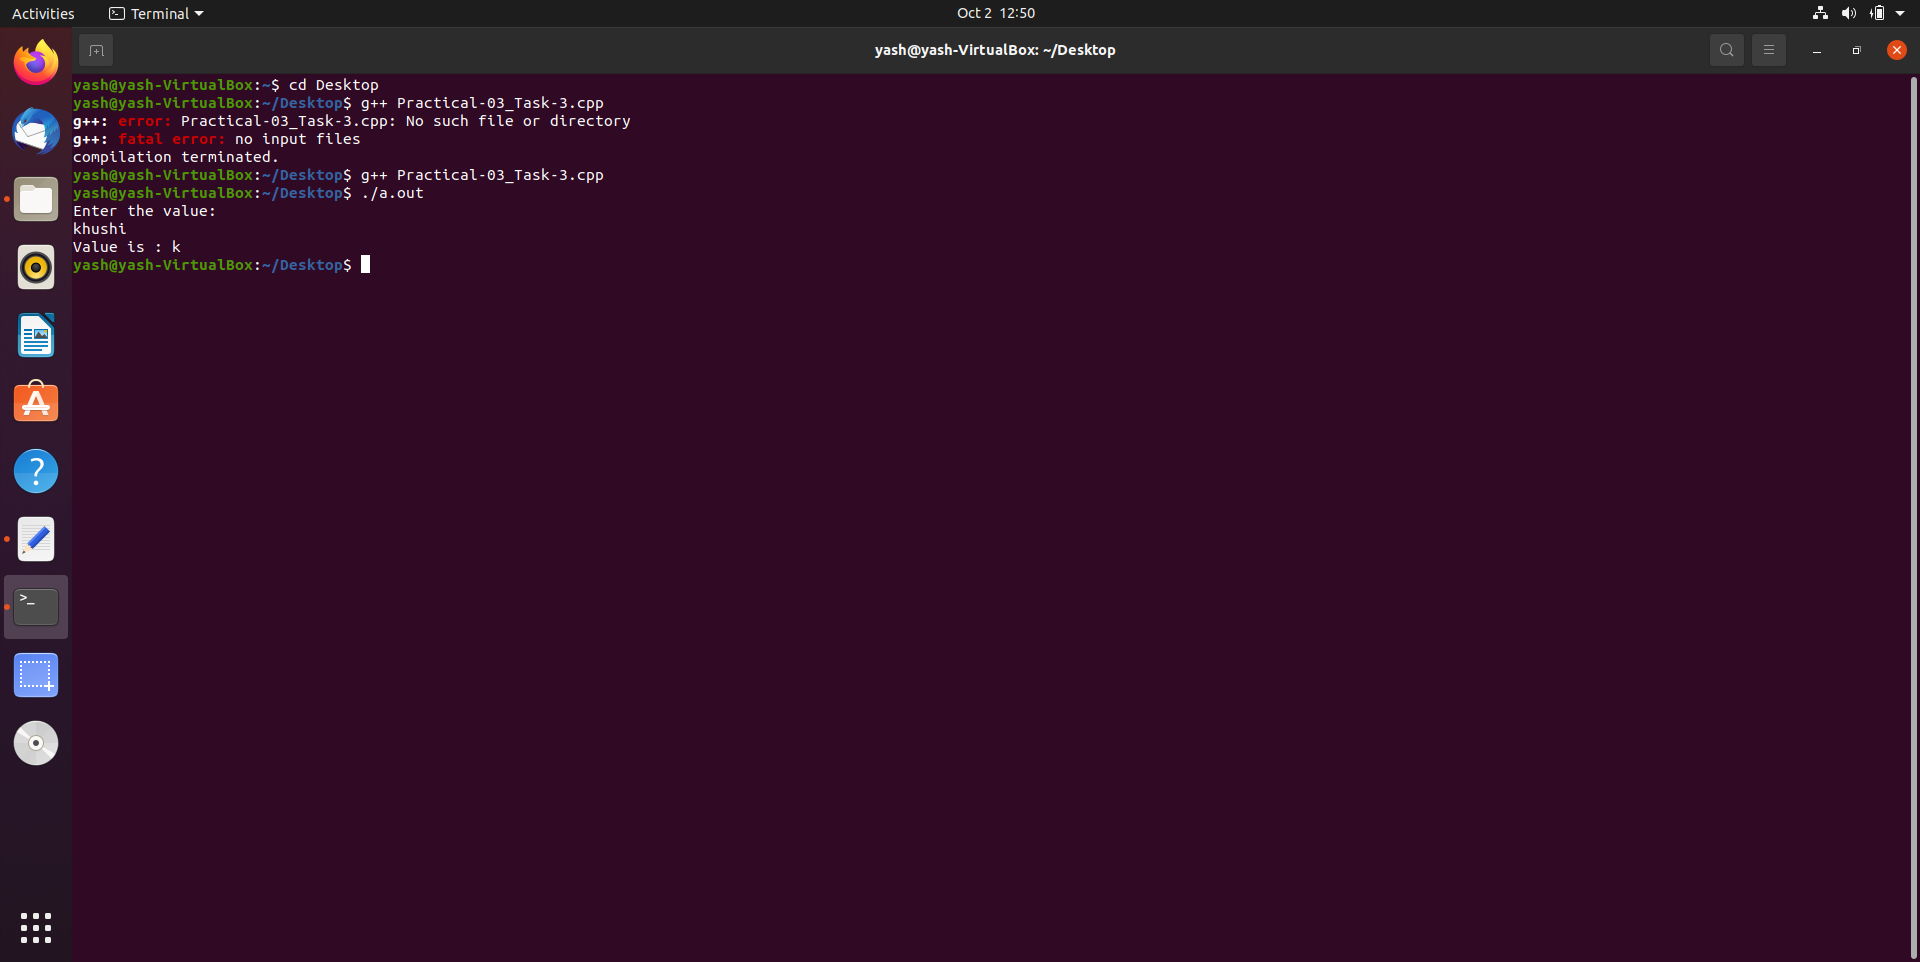 Activities
Terminal
Oct 2 12:50
yash@yash-VirtualBox: ~/Desktop
yash@yash-VirtualBox:~$ cd Desktop
yash@yash-VirtualBox:~/Desktop$ g++ Practical-03_Task-3.cpp
g++: error: Practical-03_Task-3.cpp: No such file or directory
g++: fatal error: no input files
compilation terminated.
yash@yash-VirtualBox:~/Desktop$ g++ Practical-03_Task-3.cpp
yash@yash-VirtualBox:~/Desktop$ ./a.out
Enter the value:
khushi
Value is : k
yash@yash-VirtualBox:~/Desktop$